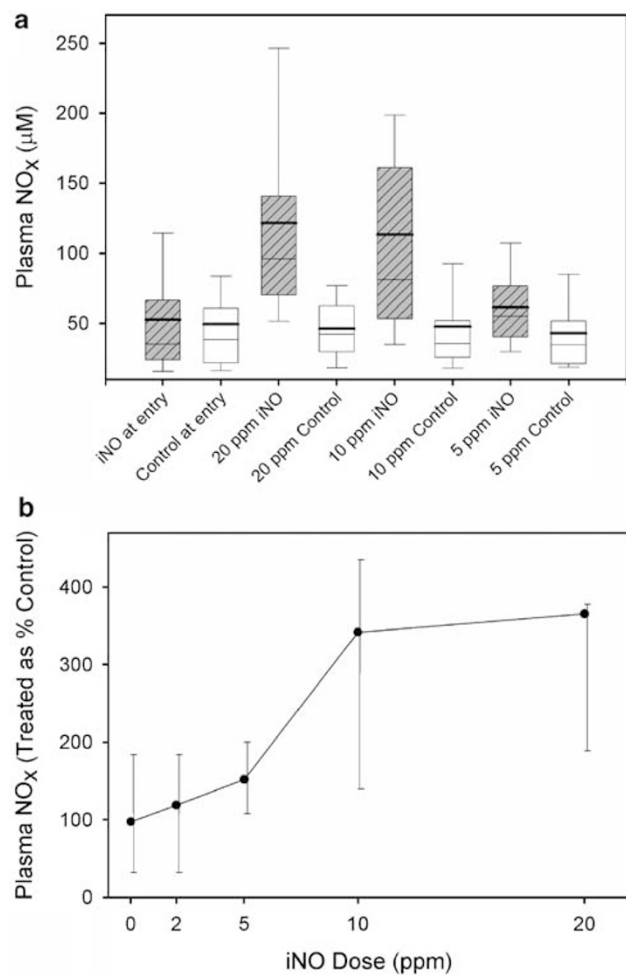 a
Plasma NOX (μM)
250
200
150
100
50
iNO at entry
Control at entry
20 ppm iNO
20 ppm Control
10 ppm iNO
10 ppm Control
5 ppm iNO
5 ppm Control
b
Plasma NOX (Treated as % Control)
400
300
200
100
0
0 2 5 10 20
iNO Dose (ppm)